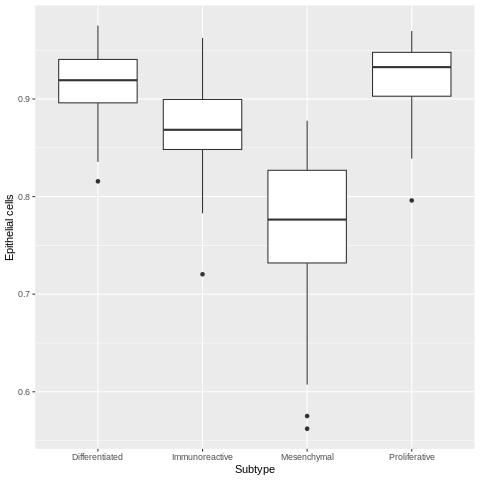 Epithelial cells
0.9
0.8
0.7
0.6
Differentiated Immunoreactive Mesenchymal Proliferative
Subtype